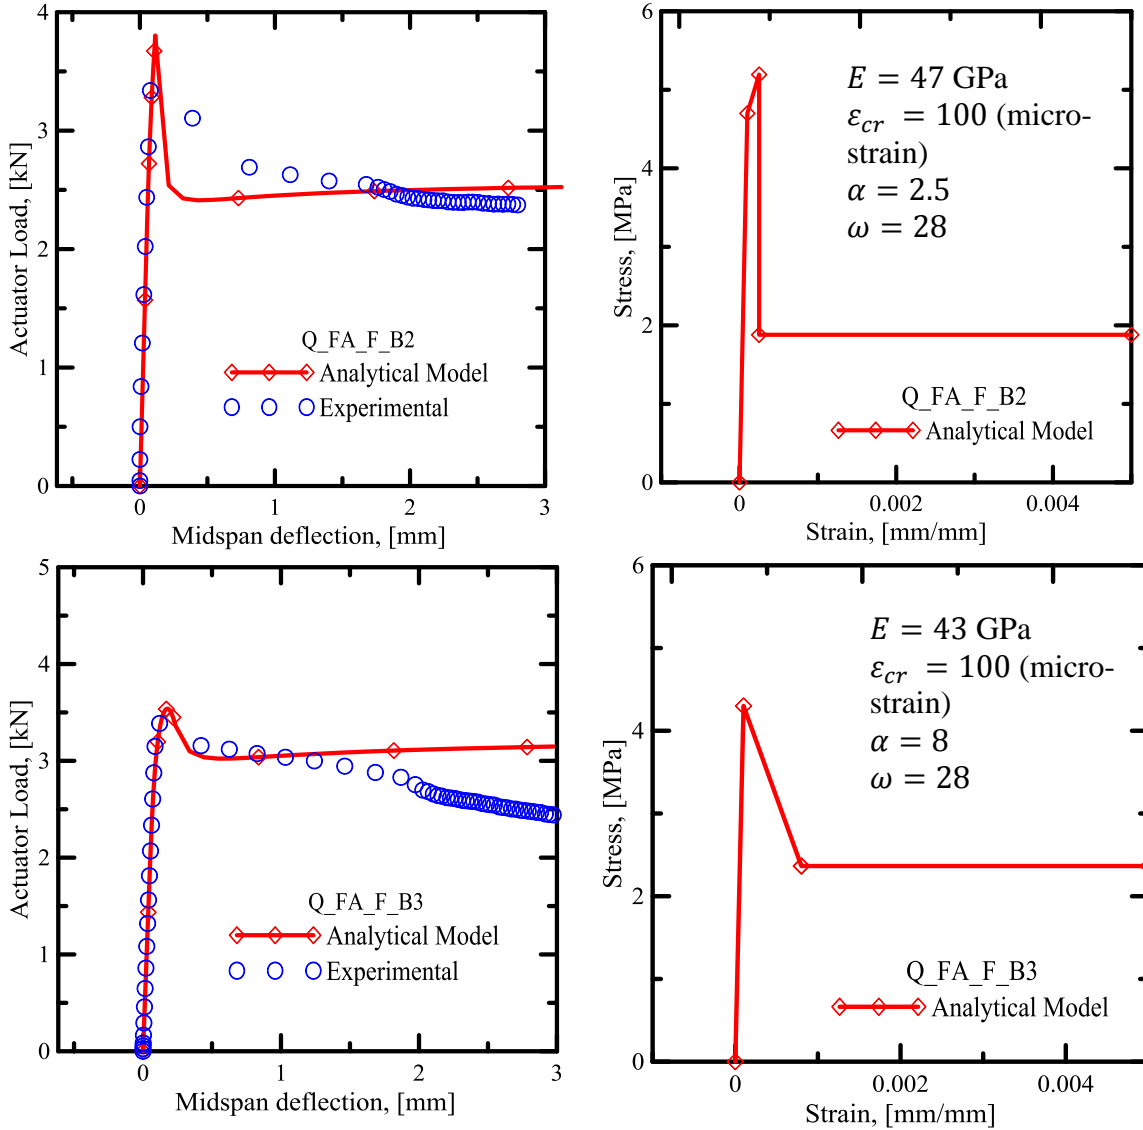 4
3
2
1
0
Actuator Load, [kN]
Q_FA_F_B2
Analytical Model
Experimental
0 1 2 3
Midspan deflection, [mm]
6
4
2
0
Stress, [MPa]
E = 47 GPa
ε_cr = 100 (micro-
strain)
α = 2.5
ω = 28
Q_FA_F_B2
Analytical Model
0 0.002 0.004
Strain, [mm/mm]
5
4
3
2
1
0
Actuator Load, [kN]
Q_FA_F_B3
Analytical Model
Experimental
0 1 2 3
Midspan deflection, [mm]
6
4
2
0
Stress, [MPa]
E = 43 GPa
ε_cr = 100 (micro-
strain)
α = 8
ω = 28
Q_FA_F_B3
Analytical Model
0 0.002 0.004
Strain, [mm/mm]